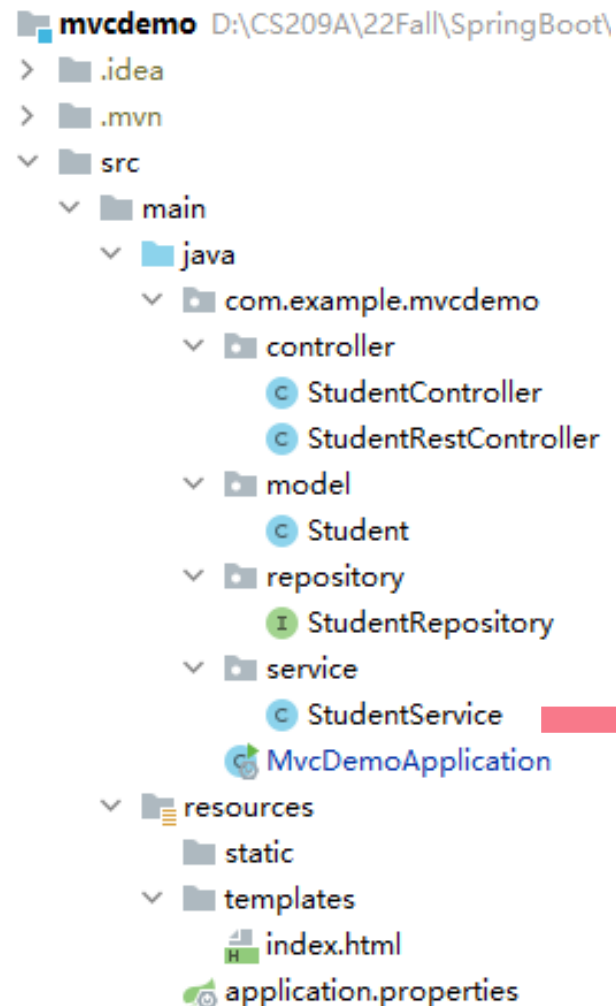 mvcdemo D:\CS209A\22Fall\SpringBoot\
.idea
.mvn
src
main
java
com.example.mvcdemo
controller
StudentController
StudentRestController
model
Student
repository
StudentRepository
service
StudentService
MvcDemoApplication
resources
static
templates
index.html
application.properties